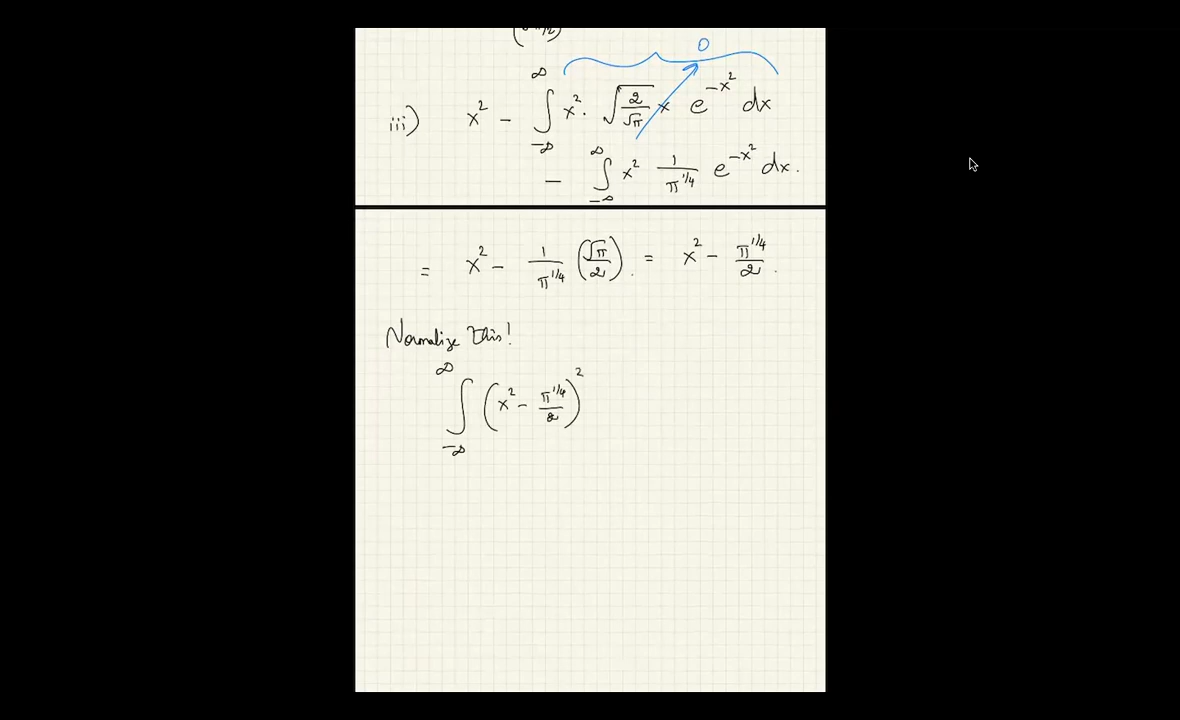 0
iii) x² - ∫_{-∞}^{∞} x² · √(2/√π) x e^{-x²} dx
- ∫_{-∞}^{∞} x² 1/π^{1/4} e^{-x²} dx.
= x² - 1/π^{1/4} (√π/2). = x² - π^{1/4}/2.
Normalize this!
∫_{-∞}^{∞} (x² - π^{1/4}/2)²